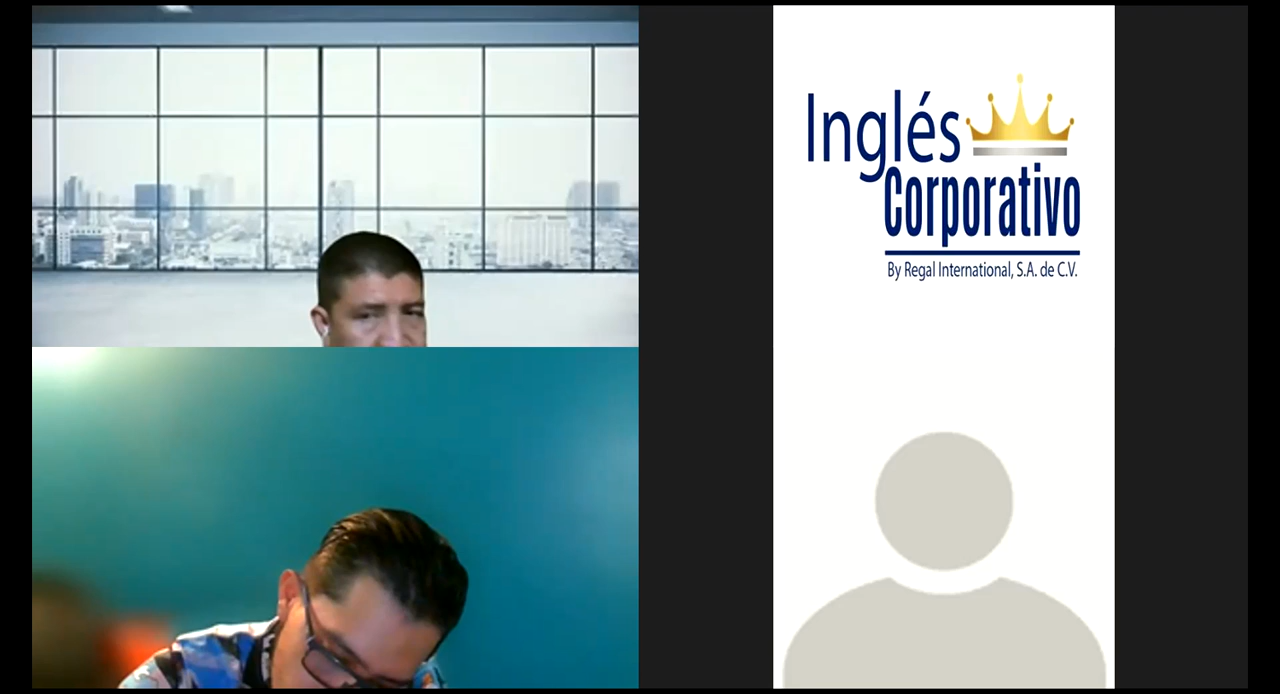 Inglés
Corporativo
By Regal International, S.A. de C.V.